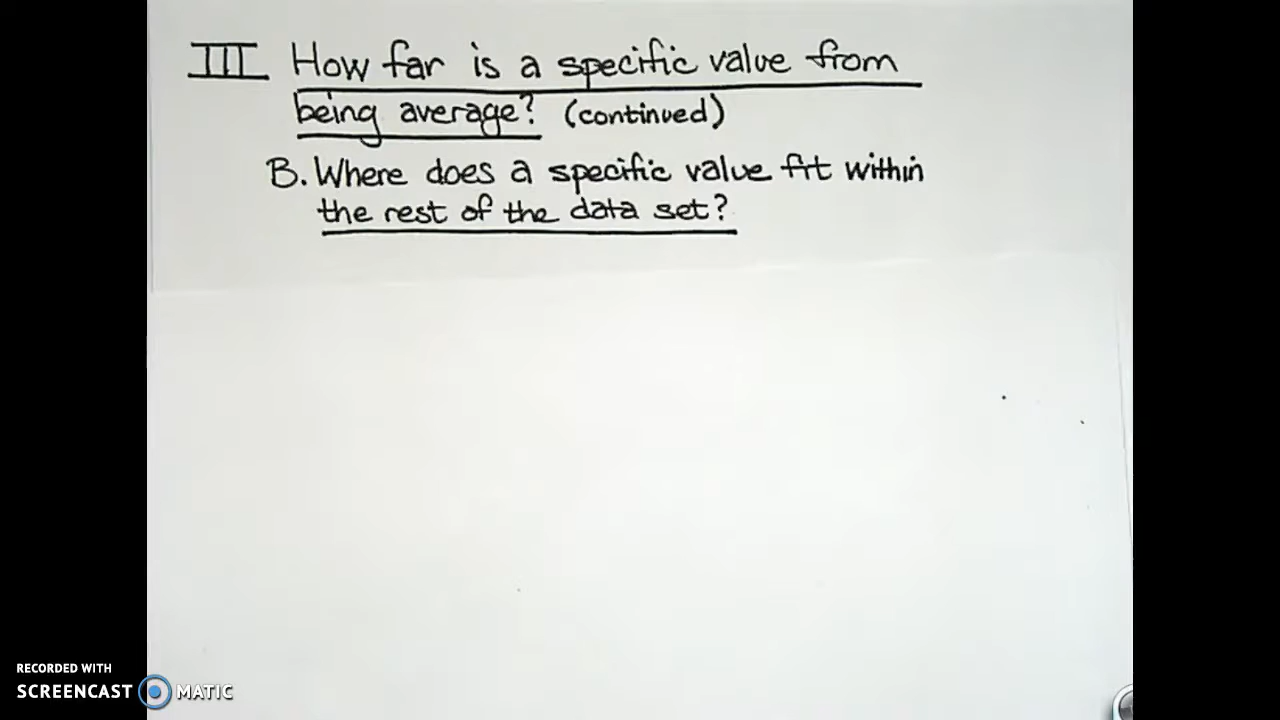 III How far is a specific value from
being average? (continued)
B. Where does a specific value fit within
the rest of the data set?
RECORDED WITH
SCREENCAST MATIC